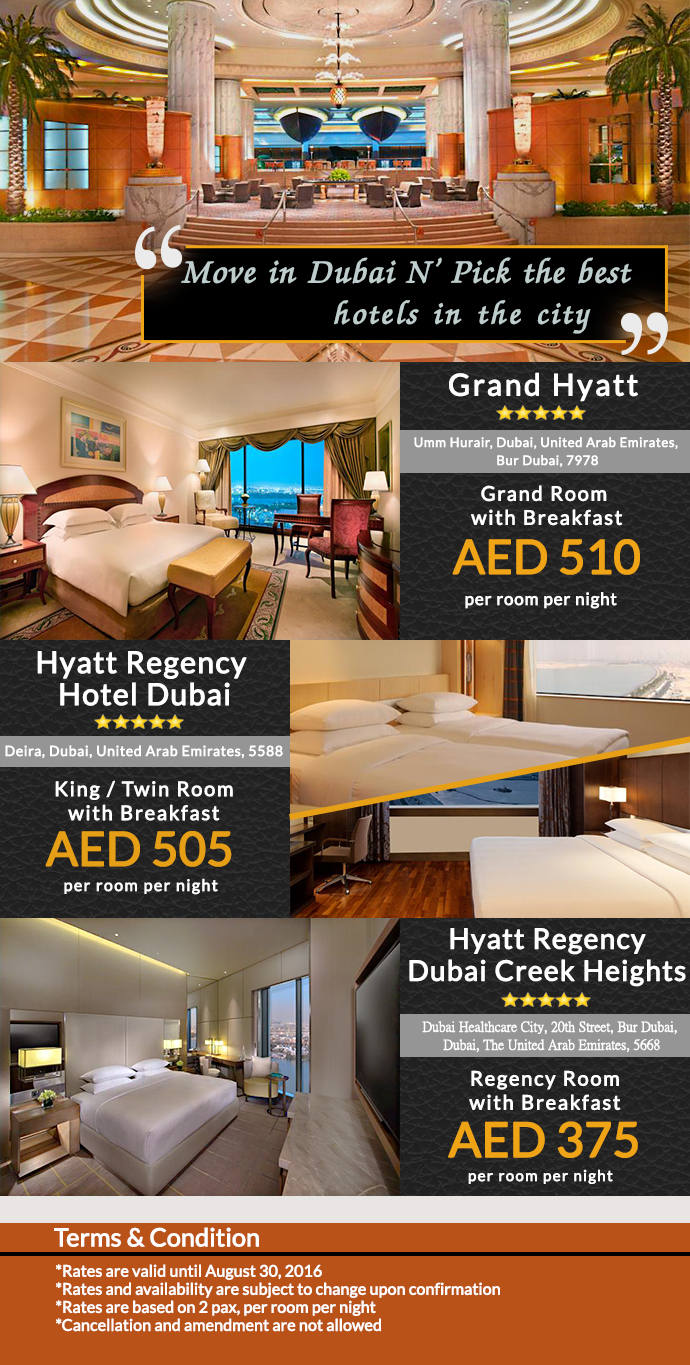 “Move in Dubai N’ Pick the best
hotels in the city”
Grand Hyatt
Umm Hurair, Dubai, United Arab Emirates,
Bur Dubai, 7978
Grand Room
with Breakfast
AED 510
per room per night
Hyatt Regency
Hotel Dubai
Deira, Dubai, United Arab Emirates, 5588
King / Twin Room
with Breakfast
AED 505
per room per night
Hyatt Regency
Dubai Creek Heights
Dubai Healthcare City, 20th Street, Bur Dubai,
Dubai, The United Arab Emirates, 5668
Regency Room
with Breakfast
AED 375
per room per night
Terms & Condition
*Rates are valid until August 30, 2016
*Rates and availability are subject to change upon confirmation
*Rates are based on 2 pax, per room per night
*Cancellation and amendment are not allowed